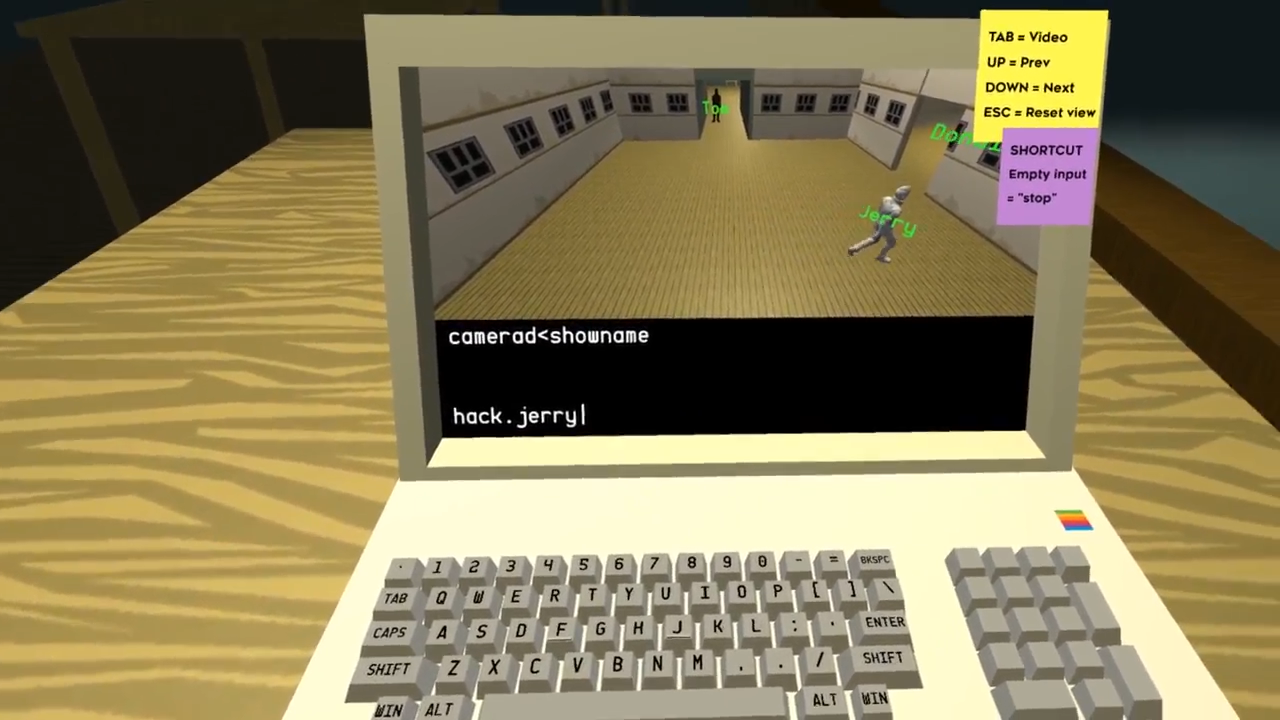 TAB = Video
UP = Prev
DOWN = Next
ESC = Reset view
SHORTCUT
Empty input
= "stop"
Tom
Jerry
camerad<showname
hack.jerry
1 2 3 4 5 6 7 8 9 0 - = BKSPC
TAB Q W E R T Y U I O P [ ] \
CAPS A S D F G H J K L : ENTER
SHIFT Z X C V B N M , . / SHIFT
WIN ALT ALT WIN